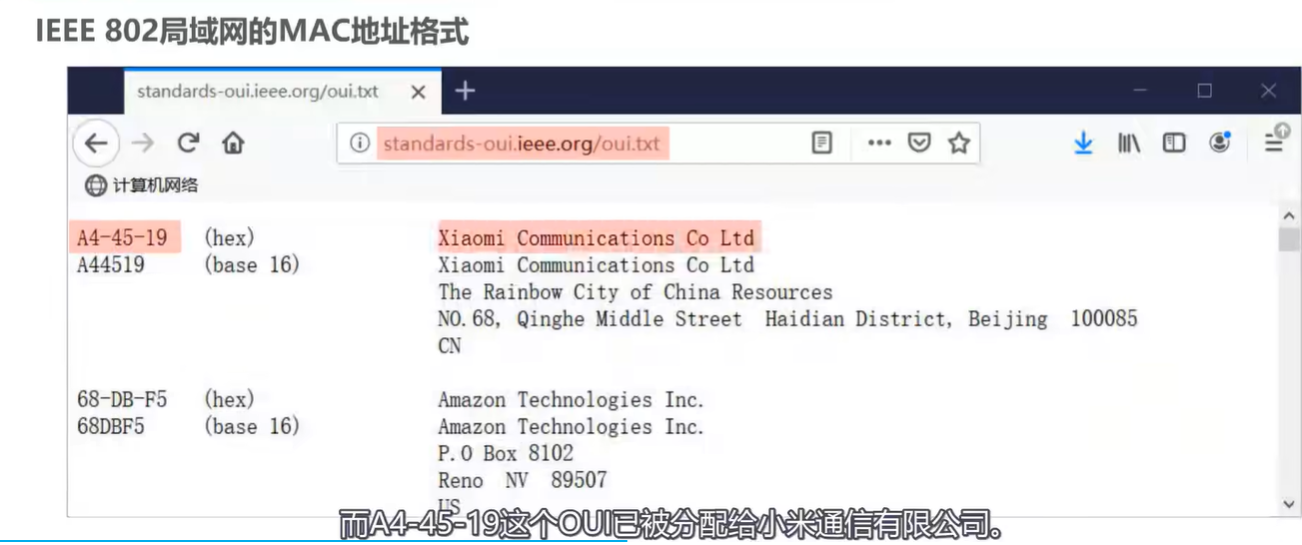 IEEE 802局域网的MAC地址格式
standards-oui.ieee.org/oui.txt
standards-oui.ieee.org/oui.txt
计算机网络
A4-45-19 (hex) Xiaomi Communications Co Ltd
A44519 (base 16) Xiaomi Communications Co Ltd
The Rainbow City of China Resources
NO.68, Qinghe Middle Street Haidian District, Beijing 100085
CN
68-DB-F5 (hex) Amazon Technologies Inc.
68DBF5 (base 16) Amazon Technologies Inc.
P.O Box 8102
Reno NV 89507
US
而A4-45-19这个OUI已被分配给小米通信有限公司。